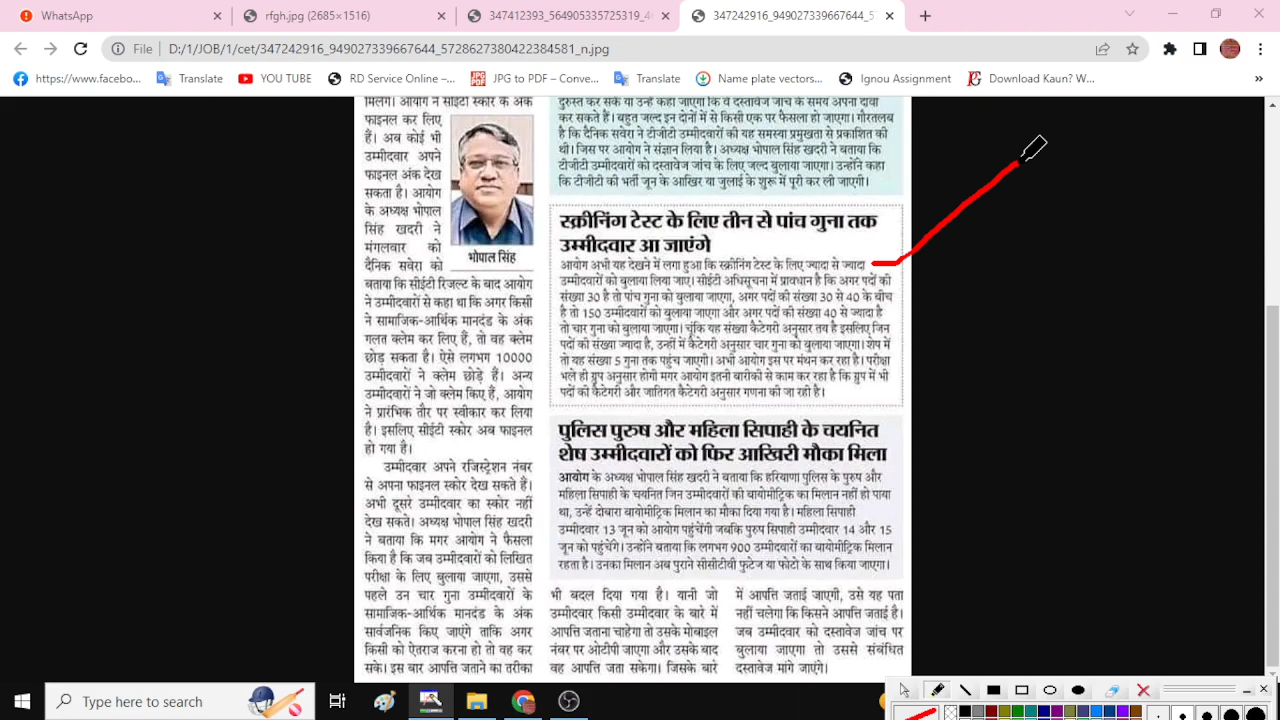 WhatsApp
rfgh.jpg (2685×1516)
347412393_564905335725319_4
347242916_949027339667644_57
File
D:/1/JOB/1/cet/347242916_949027339667644_5728627380422384581_n.jpg
https://www.facebo...
Translate
YOU TUBE
RD Service Online –...
JPG to PDF – Conve...
Translate
Name plate vectors...
Ignou Assignment
Download Kaun? W...
»
मिलेंगे। आयोग ने सीईटी स्कोर के अंक
फाइनल कर लिए
हैं। अब कोई भी
उम्मीदवार अपने
फाइनल अंक देख
सकता है। आयोग
के अध्यक्ष भोपाल
सिंह खदरी ने
मंगलवार को
दैनिक सवेरा को
भोपाल सिंह
बताया कि सीईटी रिजल्ट के बाद आयोग
ने उम्मीदवारों से कहा था कि अगर किसी
ने सामाजिक-आर्थिक मानदंड के अंक
गलत क्लेम कर लिए हैं, तो वह क्लेम
छोड़ सकता है। ऐसे लगभग 10000
उम्मीदवारों ने क्लेम छोड़े हैं। अन्य
उम्मीदवारों ने जो क्लेम किए हैं, आयोग
ने प्रारंभिक तौर पर स्वीकार कर लिया
है। इसलिए सीईटी स्कोर अब फाइनल
हो गया है।
उम्मीदवार अपने रजिस्ट्रेशन नंबर
से अपना फाइनल स्कोर देख सकते हैं।
अभी दूसरे उम्मीदवार का स्कोर नहीं
देख सकते। अध्यक्ष भोपाल सिंह खदरी
ने बताया कि मगर आयोग ने फैसला
किया है कि जब उम्मीदवारों को लिखित
परीक्षा के लिए बुलाया जाएगा, उससे
पहले उन चार गुना उम्मीदवारों के
सामाजिक-आर्थिक मानदंड के अंक
सार्वजनिक किए जाएंगे ताकि अगर
किसी को ऐतराज करना हो तो वह कर
सके। इस बार आपत्ति जताने का तरीका
दुरुस्त कर सकें या उन्हें कहा जाएगा कि वे दस्तावेज जांच के समय अपना दावा
कर सकते हैं। बहुत जल्द इन दोनों में से किसी एक पर फैसला हो जाएगा। गौरतलब
है कि दैनिक सवेरा ने टीजीटी उम्मीदवारों की यह समस्या प्रमुखता से प्रकाशित की
थी। जिस पर आयोग ने संज्ञान लिया है। अध्यक्ष भोपाल सिंह खदरी ने बताया कि
टीजीटी उम्मीदवारों को दस्तावेज जांच के लिए जल्द बुलाया जाएगा। उन्होंने कहा
कि टीजीटी की भर्ती जून के आखिर या जुलाई के शुरू में पूरी कर ली जाएगी।
स्क्रीनिंग टेस्ट के लिए तीन से पांच गुना तक
उम्मीदवार आ जाएंगे
आयोग अभी यह देखने में लगा हुआ कि स्क्रीनिंग टेस्ट के लिए ज्यादा से ज्यादा
उम्मीदवारों को बुलाया लिया जाए। सीईटी अधिसूचना में प्रावधान है कि अगर पदों की
संख्या 30 है तो पांच गुना को बुलाया जाएगा, अगर पदों की संख्या 30 से 40 के बीच
है तो 150 उम्मीदवारों को बुलाया जाएगा और अगर पदों की संख्या 40 से ज्यादा है
तो चार गुना को बुलाया जाएगा। चूंकि यह संख्या कैटेगरी अनुसार तय है इसलिए जिन
पदों की संख्या ज्यादा है, उन्हीं में कैटेगरी अनुसार चार गुना को बुलाया जाएगा। शेष में
तो यह संख्या 5 गुना तक पहुंच जाएगी। अभी आयोग इस पर मंथन कर रहा है। परीक्षा
भले ही ग्रुप अनुसार होगी मगर आयोग इतनी बारीकी से काम कर रहा है कि ग्रुप में भी
पदों की कैटेगरी और जातिगत कैटेगरी अनुसार गणना की जा रही है।
पुलिस पुरुष और महिला सिपाही के चयनित
शेष उम्मीदवारों को फिर आखिरी मौका मिला
आयोग के अध्यक्ष भोपाल सिंह खदरी ने बताया कि हरियाणा पुलिस के पुरुष और
महिला सिपाही के चयनित जिन उम्मीदवारों की बायोमीट्रिक का मिलान नहीं हो पाया
था, उन्हें दोबारा बायोमीट्रिक मिलान का मौका दिया गया है। महिला सिपाही
उम्मीदवार 13 जून को आयोग पहुंचेंगी जबकि पुरुष सिपाही उम्मीदवार 14 और 15
जून को पहुंचेंगे। उन्होंने बताया कि लगभग 900 उम्मीदवारों का बायोमीट्रिक मिलान
रहता है। उनका मिलान अब पुराने सीसीटीवी फुटेज या फोटो के साथ किया जाएगा।
भी बदल दिया गया है। यानी जो
उम्मीदवार किसी उम्मीदवार के बारे में
आपत्ति जताना चाहेगा तो उसके मोबाइल
नंबर पर ओटीपी जाएगा और उसके बाद
वह आपत्ति जता सकेगा। जिसके बारे
में आपत्ति जताई जाएगी, उसे यह पता
नहीं चलेगा कि किसने आपत्ति जताई है।
जब उम्मीदवार को दस्तावेज जांच पर
बुलाया जाएगा तो उससे संबंधित
दस्तावेज मांगे जाएंगे।
Type here to search